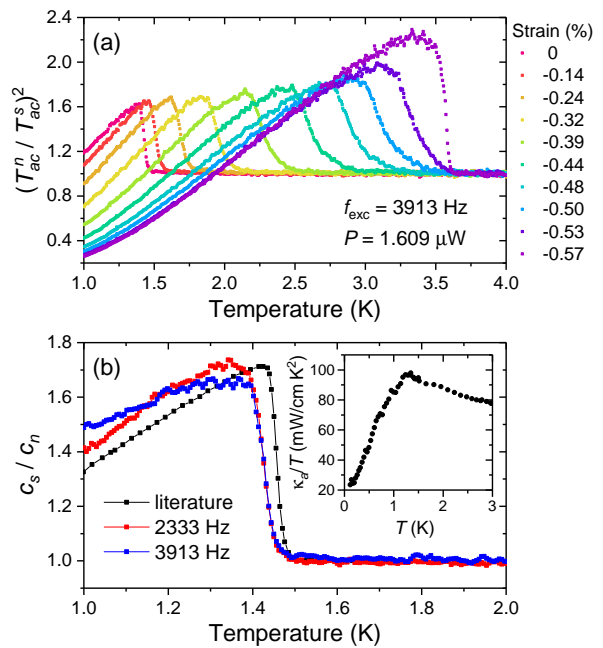 (a)
Strain (%)
0
-0.14
-0.24
-0.32
-0.39
-0.44
-0.48
-0.50
-0.53
-0.57
(T_ac^n / T_ac^s)^2
2.4
2.0
1.6
1.2
0.8
0.4
f_exc = 3913 Hz
P = 1.609 μW
1.0 1.5 2.0 2.5 3.0 3.5 4.0
Temperature (K)
(b)
c_s / c_n
1.8
1.6
1.4
1.2
1.0
literature
2333 Hz
3913 Hz
κ_a/T (mW/cm K²)
100
80
60
40
20
0 1 2 3
T (K)
1.0 1.2 1.4 1.6 1.8 2.0
Temperature (K)